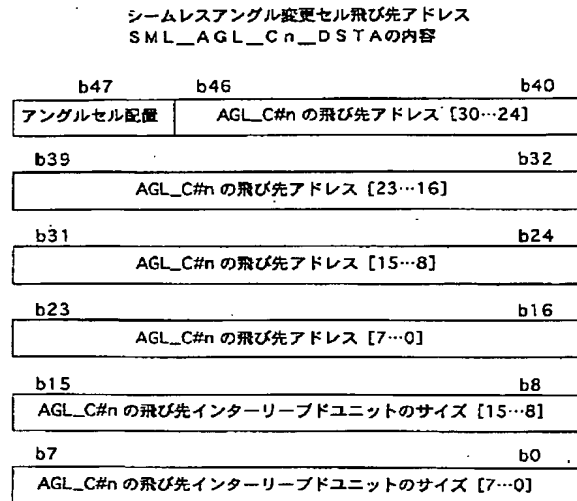 シームレスアングル変更セル飛び先アドレス
SML__AGL__Cn__DSTAの内容
b47 b46 b40
アングルセル配置 AGL_C#n の飛び先アドレス [30…24]
b39 b32
AGL_C#n の飛び先アドレス [23…16]
b31 b24
AGL_C#n の飛び先アドレス [15…8]
b23 b16
AGL_C#n の飛び先アドレス [7…0]
b15 b8
AGL_C#n の飛び先インターリーブドユニットのサイズ [15…8]
b7 b0
AGL_C#n の飛び先インターリーブドユニットのサイズ [7…0]